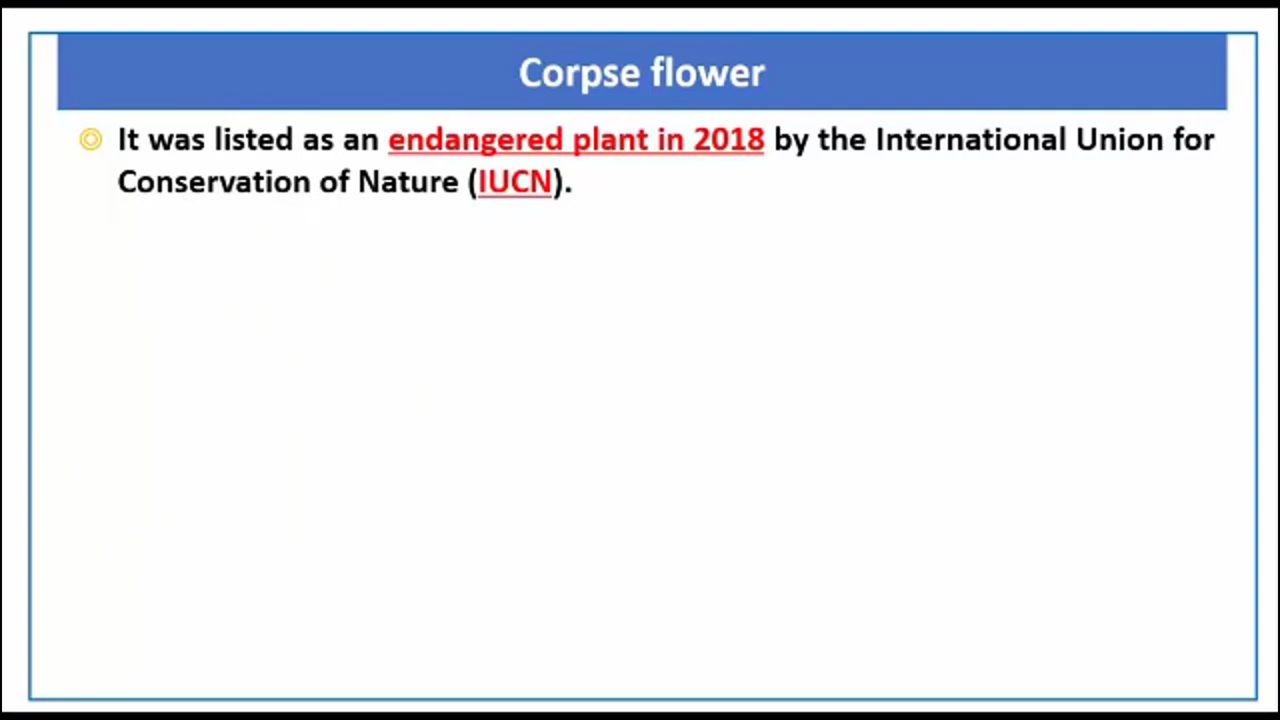 Corpse flower
It was listed as an endangered plant in 2018 by the International Union for
Conservation of Nature (IUCN).